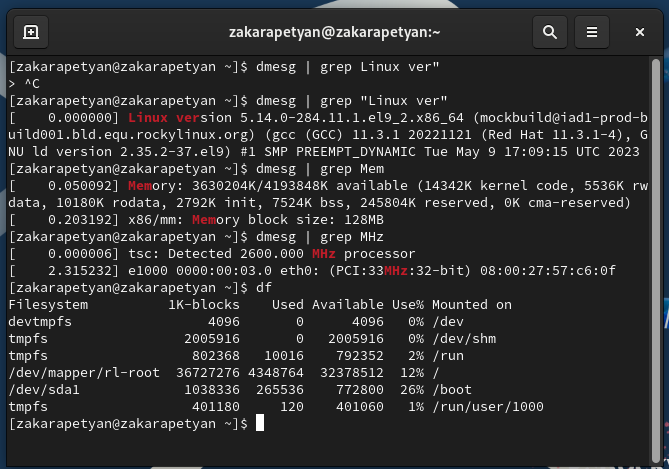 zakarapetyan@zakarapetyan:~
[zakarapetyan@zakarapetyan ~]$ dmesg | grep Linux ver"
> ^C
[zakarapetyan@zakarapetyan ~]$ dmesg | grep "Linux ver"
[    0.000000] Linux version 5.14.0-284.11.1.el9_2.x86_64 (mockbuild@iad1-prod-b
uild001.bld.equ.rockylinux.org) (gcc (GCC) 11.3.1 20221121 (Red Hat 11.3.1-4), G
NU ld version 2.35.2-37.el9) #1 SMP PREEMPT_DYNAMIC Tue May 9 17:09:15 UTC 2023
[zakarapetyan@zakarapetyan ~]$ dmesg | grep Mem
[    0.050092] Memory: 3630204K/4193848K available (14342K kernel code, 5536K rw
data, 10180K rodata, 2792K init, 7524K bss, 245804K reserved, 0K cma-reserved)
[    0.203192] x86/mm: Memory block size: 128MB
[zakarapetyan@zakarapetyan ~]$ dmesg | grep MHz
[    0.000006] tsc: Detected 2600.000 MHz processor
[    2.315232] e1000 0000:00:03.0 eth0: (PCI:33MHz:32-bit) 08:00:27:57:c6:0f
[zakarapetyan@zakarapetyan ~]$ df
Filesystem          1K-blocks    Used Available Use% Mounted on
devtmpfs                 4096       0      4096   0% /dev
tmpfs                 2005916       0   2005916   0% /dev/shm
tmpfs                  802368   10016    792352   2% /run
/dev/mapper/rl-root  36727276 4348764  32378512  12% /
/dev/sda1             1038336  265536    772800  26% /boot
tmpfs                  401180     120    401060   1% /run/user/1000
[zakarapetyan@zakarapetyan ~]$